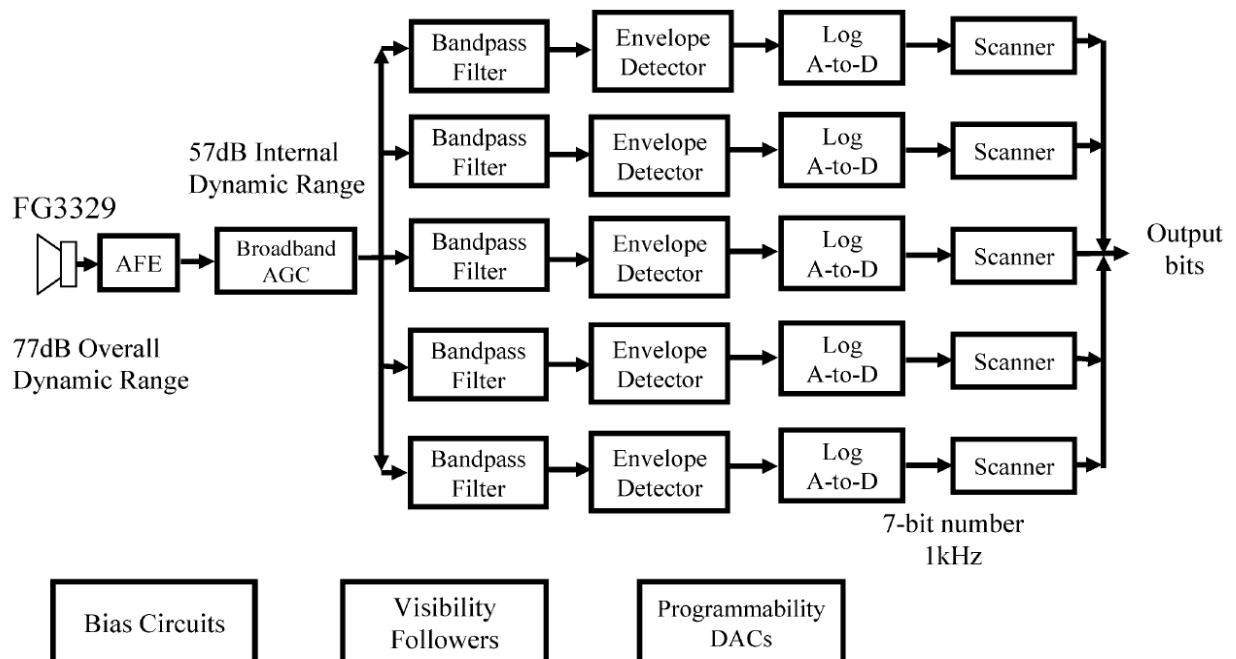 Bandpass
Filter
Envelope
Detector
Log
A-to-D
Scanner
57dB Internal
Dynamic Range
Bandpass
Filter
Envelope
Detector
Log
A-to-D
Scanner
FG3329
AFE
Broadband
AGC
Bandpass
Filter
Envelope
Detector
Log
A-to-D
Scanner
Output
bits
77dB Overall
Dynamic Range
Bandpass
Filter
Envelope
Detector
Log
A-to-D
Scanner
Bandpass
Filter
Envelope
Detector
Log
A-to-D
Scanner
7-bit number
1kHz
Bias Circuits
Visibility
Followers
Programmability
DACs